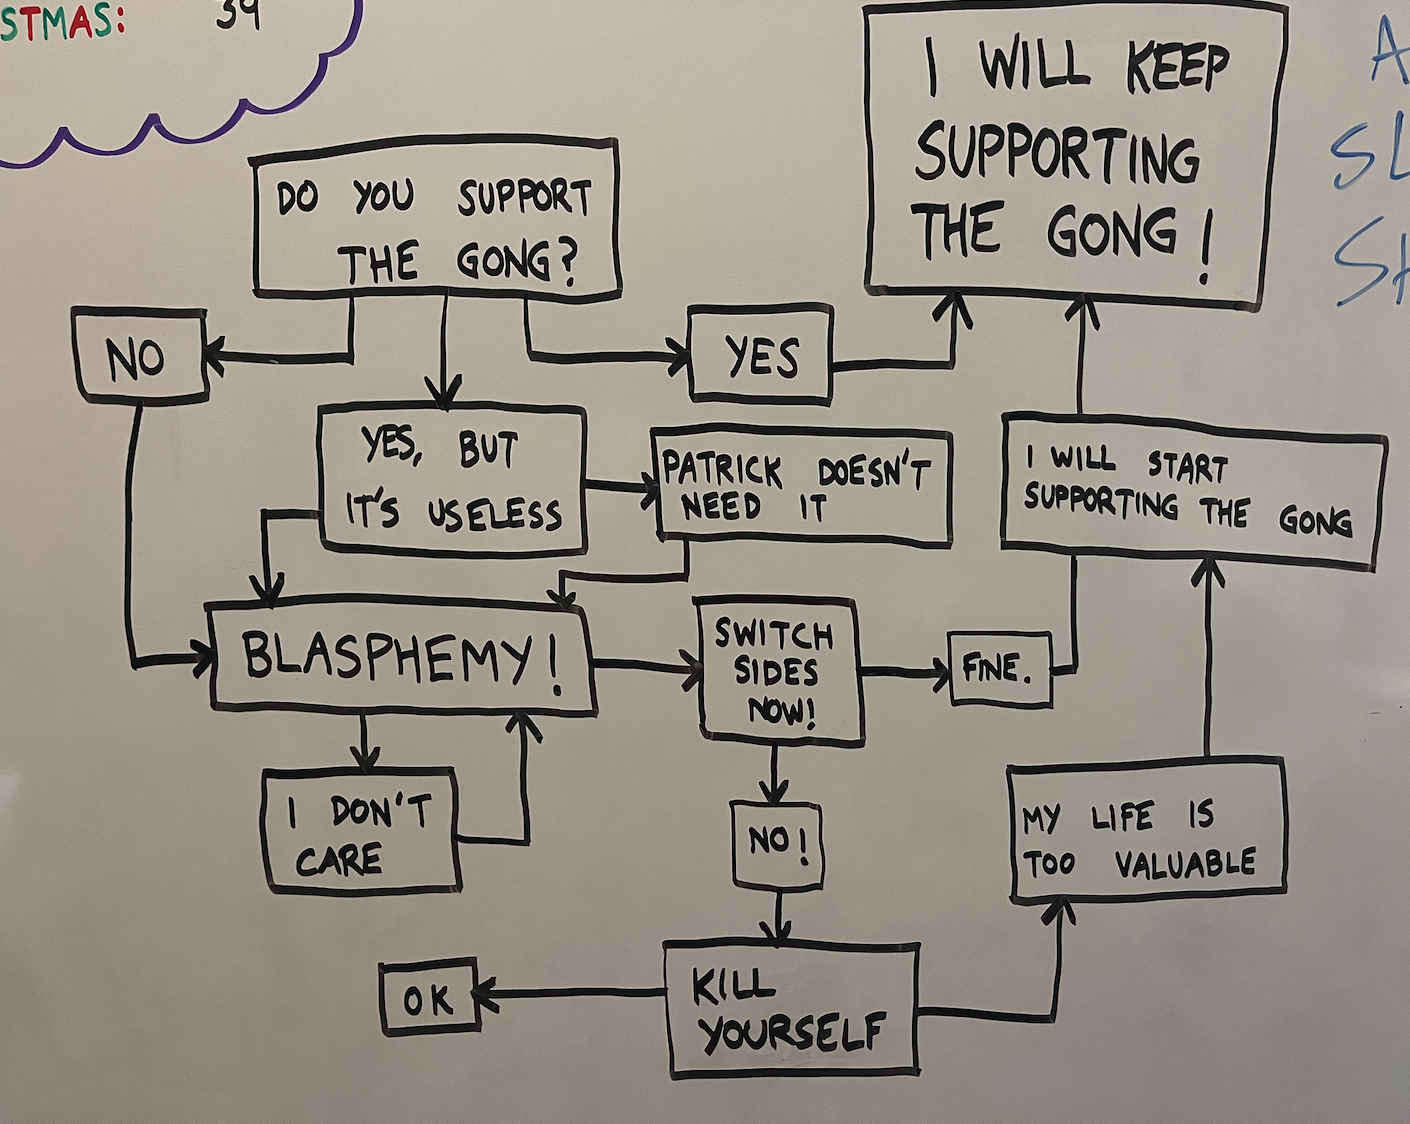 STMAS: 39
DO YOU SUPPORT
THE GONG?
I WILL KEEP
SUPPORTING
THE GONG!
NO
YES
YES, BUT
IT'S USELESS
PATRICK DOESN'T
NEED IT
I WILL START
SUPPORTING THE GONG
BLASPHEMY!
SWITCH
SIDES
NOW!
FINE.
I DON'T
CARE
NO!
MY LIFE IS
TOO VALUABLE
OK
KILL
YOURSELF
A
SL